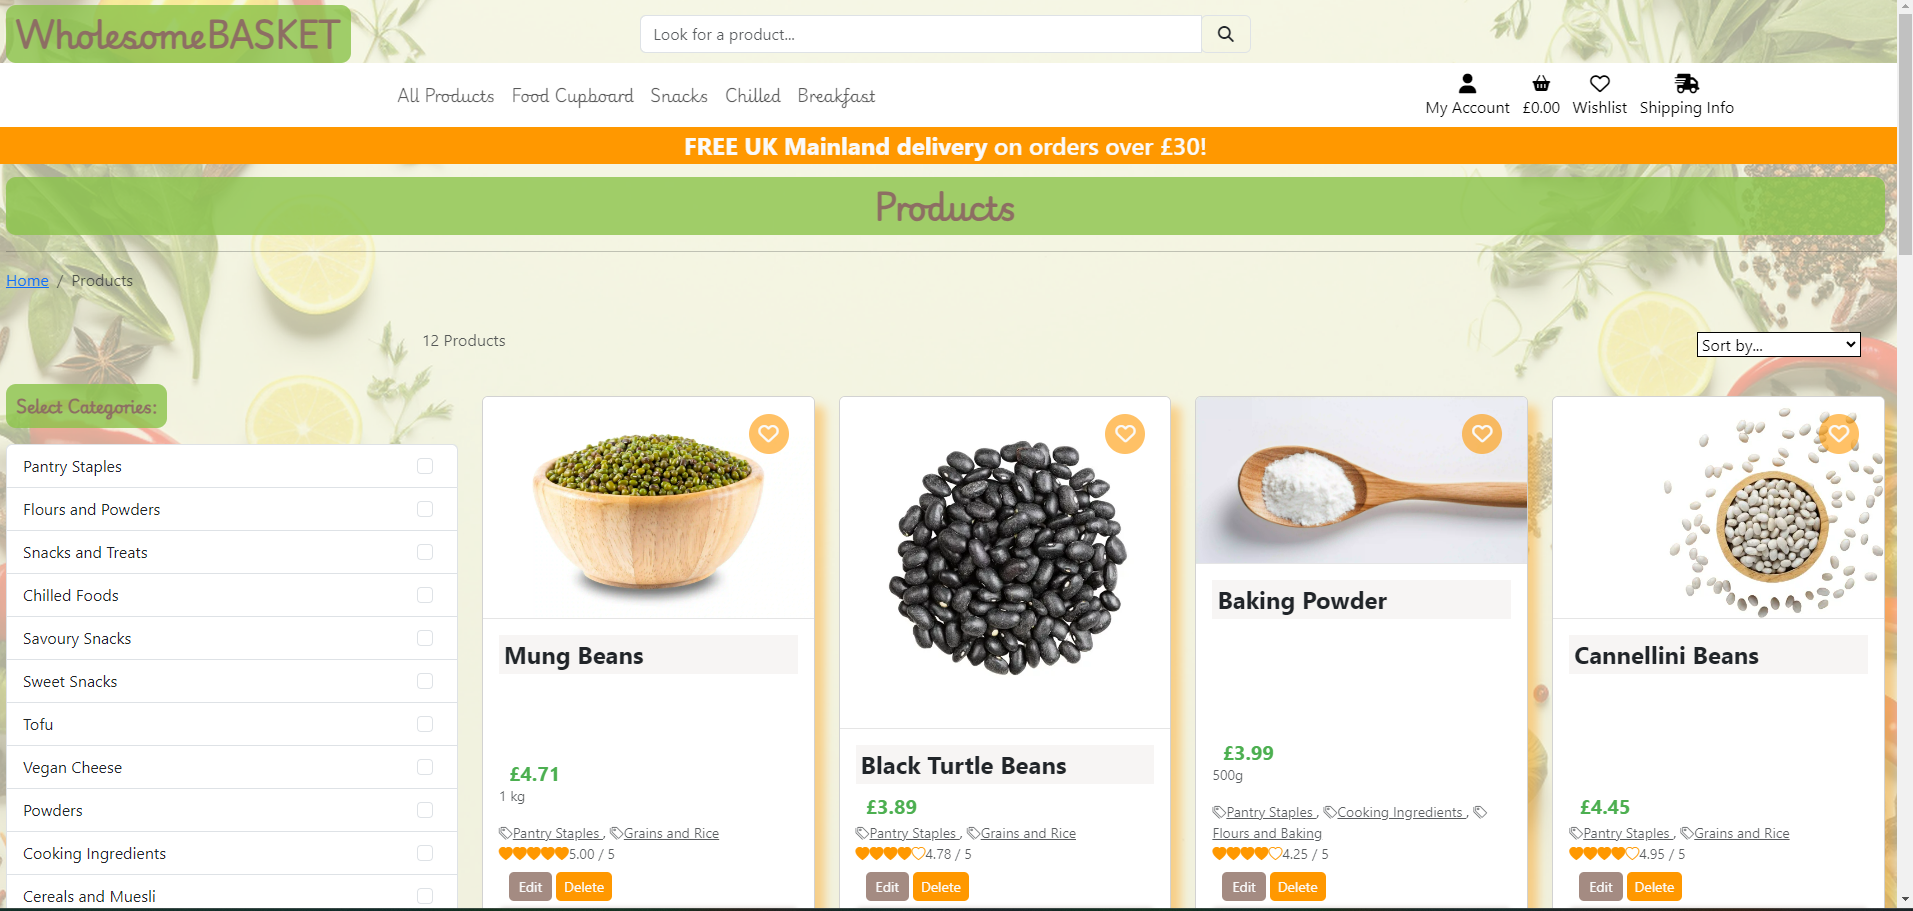 WholesomeBASKET
Look for a product...
All Products Food Cupboard Snacks Chilled Breakfast
My Account £0.00 Wishlist Shipping Info
FREE UK Mainland delivery on orders over £30!
Products
Home / Products
12 Products
Sort by...
Select Categories:
Pantry Staples
Flours and Powders
Snacks and Treats
Chilled Foods
Savoury Snacks
Sweet Snacks
Tofu
Vegan Cheese
Powders
Cooking Ingredients
Cereals and Muesli
Mung Beans
£4.71
1 kg
Pantry Staples , Grains and Rice
5.00 / 5
Edit Delete
Black Turtle Beans
£3.89
Pantry Staples , Grains and Rice
4.78 / 5
Edit Delete
Baking Powder
£3.99
500g
Pantry Staples , Cooking Ingredients ,
Flours and Baking
4.25 / 5
Edit Delete
Cannellini Beans
£4.45
Pantry Staples , Grains and Rice
4.95 / 5
Edit Delete